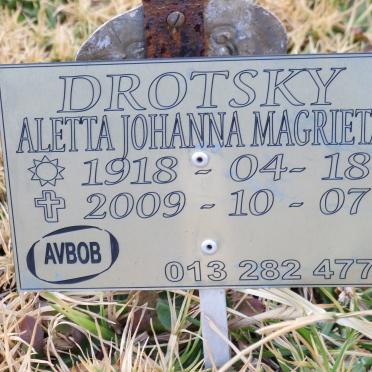 DROTSKY
ALETTA JOHANNA MAGRIET
1918 - 04 - 18
2009 - 10 - 07
AVBOB
013 282 477